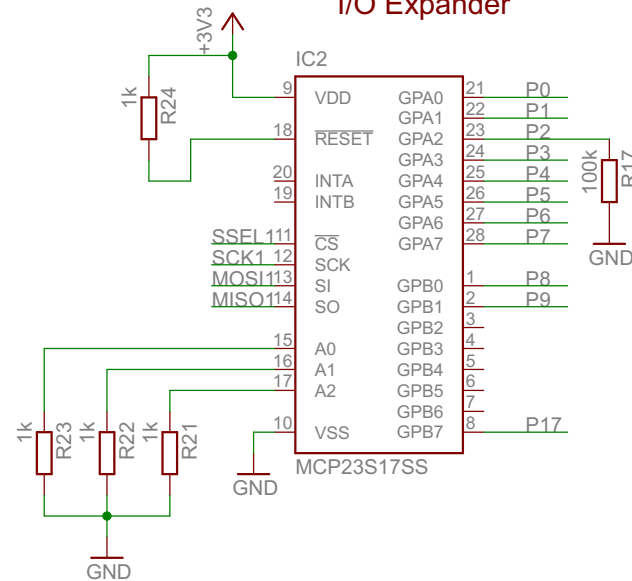 I/O Expander
+3V3
IC2
1k
R24
9 VDD GPA0 21 P0
GPA1 22 P1
18 RESET GPA2 23 P2
GPA3 24 P3
20 INTA GPA4 25 P4
19 INTB GPA5 26 P5
GPA6 27 P6
SSEL1 11 CS GPA7 28 P7
100k
R17
GND
SCK1 12 SCK
MOSI1 13 SI GPB0 1 P8
MISO1 14 SO GPB1 2 P9
GPB2 3
15 A0 GPB3 4
16 A1 GPB4 5
17 A2 GPB5 6
GPB6 7
10 VSS GPB7 8 P17
MCP23S17SS
GND
1k
R23
1k
R22
1k
R21
GND